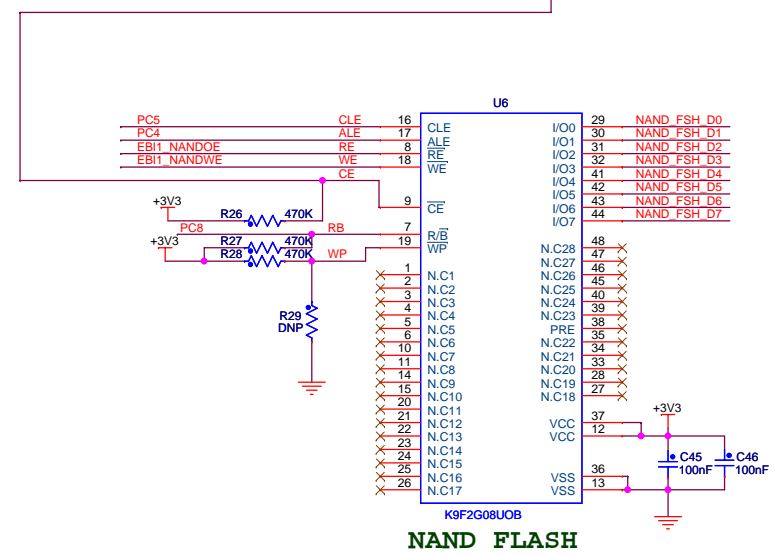 U6
PC5 CLE 16 CLE I/O0 29 NAND_FSH_D0
PC4 ALE 17 ALE I/O1 30 NAND_FSH_D1
EBI1_NANDOE RE 8 RE I/O2 31 NAND_FSH_D2
EBI1_NANDWE WE 18 WE I/O3 32 NAND_FSH_D3
CE I/O4 41 NAND_FSH_D4
I/O5 42 NAND_FSH_D5
+3V3 9 CE I/O6 43 NAND_FSH_D6
R26 470K I/O7 44 NAND_FSH_D7
PC8 RB 7 R/B
+3V3 R27 470K 19 WP N.C28 48
R28 470K WP N.C27 47
1 N.C1 N.C26 46
2 N.C2 N.C25 45
3 N.C3 N.C24 40
4 N.C4 N.C23 39
R29 5 N.C5 PRE 38
DNP 6 N.C6 N.C22 35
10 N.C7 N.C21 34
11 N.C8 N.C20 33
14 N.C9 N.C19 28
15 N.C10 N.C18 27
20 N.C11 +3V3
21 N.C12 VCC 37
22 N.C13 VCC 12
23 N.C14
24 N.C15 C45 C46
25 N.C16 VSS 36 100nF 100nF
26 N.C17 VSS 13
K9F2G08UOB
NAND FLASH